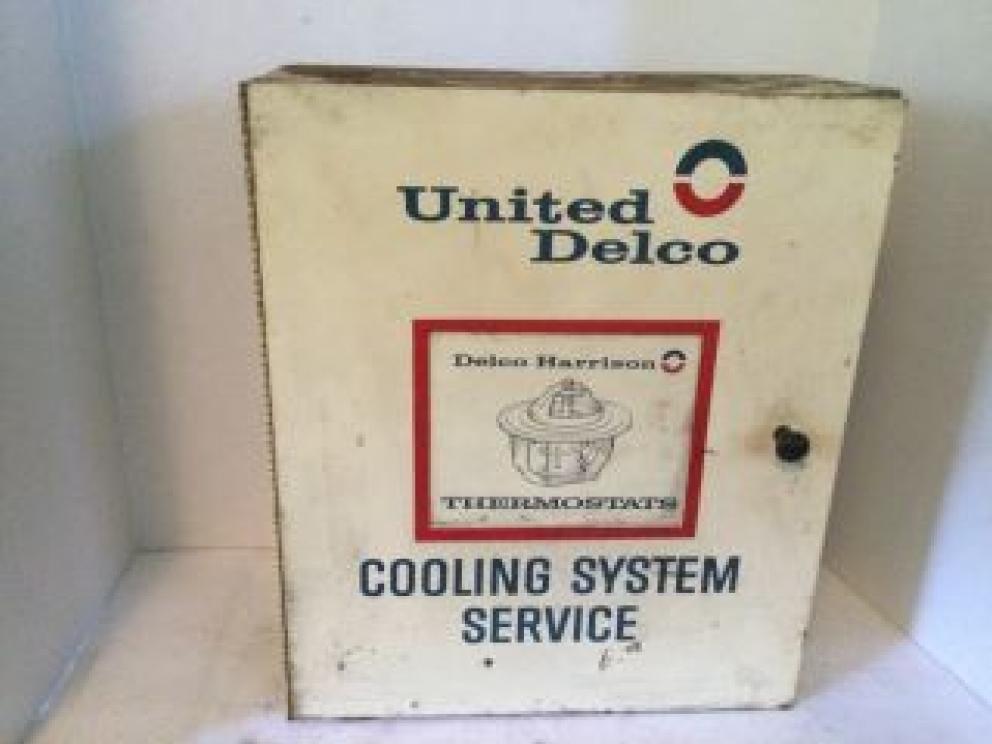 United
Delco
Delco Harrison
THERMOSTATS
COOLING SYSTEM
SERVICE